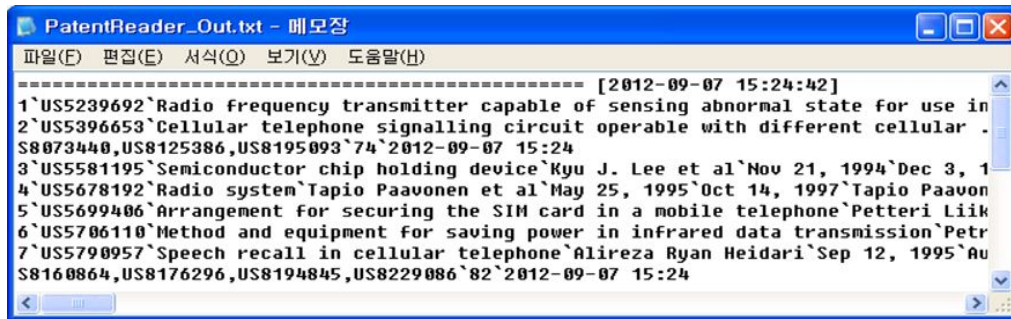 PatentReader_Out.txt - 메모장
파일(F) 편집(E) 서식(O) 보기(V) 도움말(H)
================================================= [2012-09-07 15:24:42]
1`US5239692`Radio frequency transmitter capable of sensing abnormal state for use in
2`US5396653`Cellular telephone signalling circuit operable with different cellular .
S8073440,US8125386,US8195093`74`2012-09-07 15:24
3`US5581195`Semiconductor chip holding device`Kyu J. Lee et al`Nov 21, 1994`Dec 3, 1
4`US5678192`Radio system`Tapio Paavonen et al`May 25, 1995`Oct 14, 1997`Tapio Paavon
5`US5699406`Arrangement for securing the SIM card in a mobile telephone`Petteri Liik
6`US5706110`Method and equipment for saving power in infrared data transmission`Petr
7`US5790957`Speech recall in cellular telephone`Alireza Ryan Heidari`Sep 12, 1995`Au
S8160864,US8176296,US8194845,US8229086`82`2012-09-07 15:24